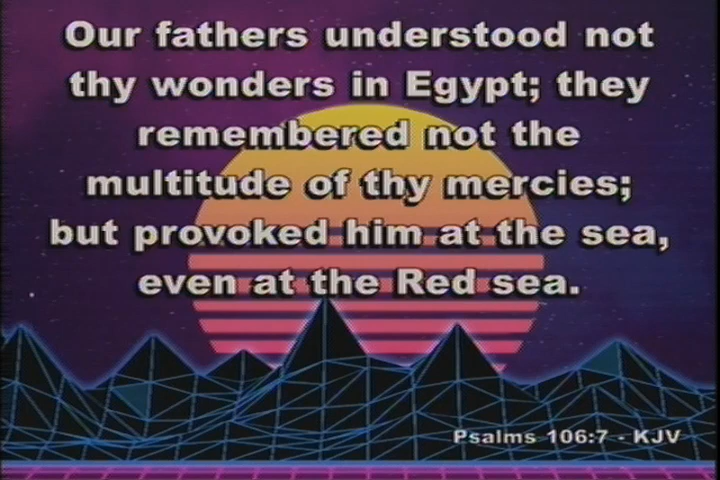 Our fathers understood not
thy wonders in Egypt; they
remembered not the
multitude of thy mercies;
but provoked him at the sea,
even at the Red sea.
Psalms 106:7 - KJV